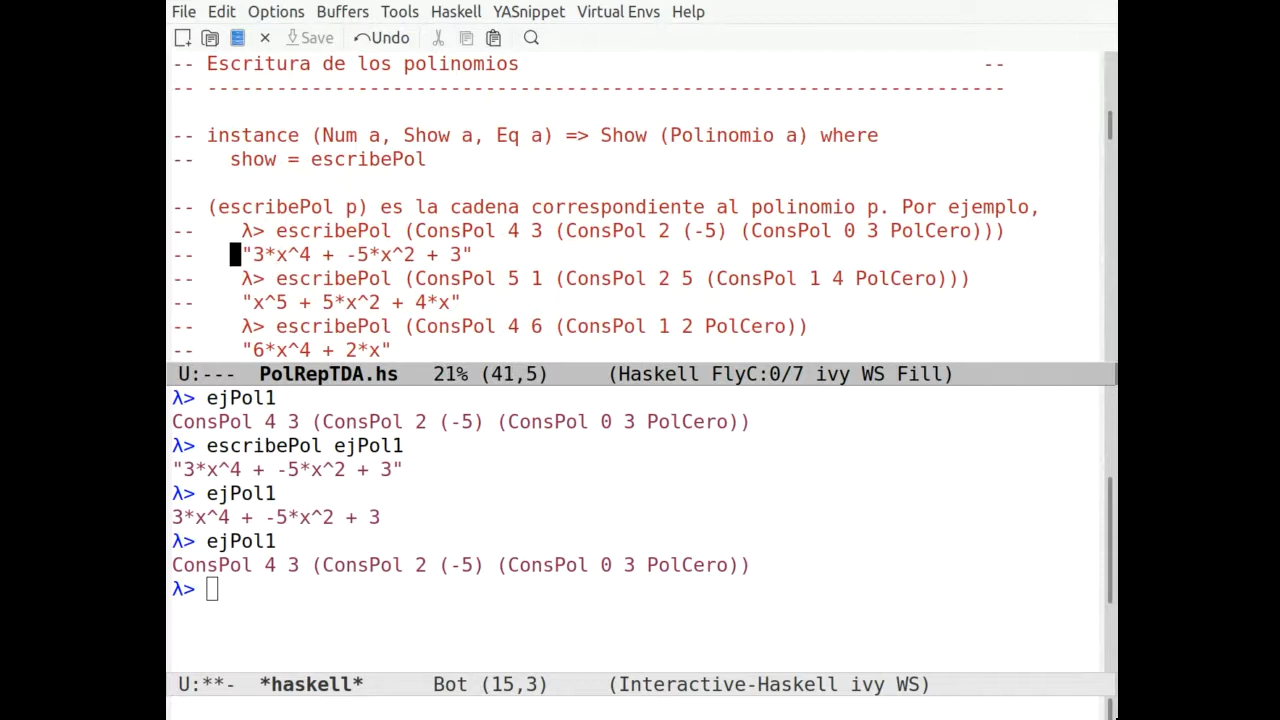 File Edit Options Buffers Tools Haskell YASnippet Virtual Envs Help
Save Undo
-- Escritura de los polinomios --
-- ---------------------------------------------------------------------
-- instance (Num a, Show a, Eq a) => Show (Polinomio a) where
--   show = escribePol
-- (escribePol p) es la cadena correspondiente al polinomio p. Por ejemplo,
--    λ> escribePol (ConsPol 4 3 (ConsPol 2 (-5) (ConsPol 0 3 PolCero)))
--    "3*x^4 + -5*x^2 + 3"
--    λ> escribePol (ConsPol 5 1 (ConsPol 2 5 (ConsPol 1 4 PolCero)))
--    "x^5 + 5*x^2 + 4*x"
--    λ> escribePol (ConsPol 4 6 (ConsPol 1 2 PolCero))
--    "6*x^4 + 2*x"
U:--- PolRepTDA.hs 21% (41,5) (Haskell FlyC:0/7 ivy WS Fill)
λ> ejPol1
ConsPol 4 3 (ConsPol 2 (-5) (ConsPol 0 3 PolCero))
λ> escribePol ejPol1
"3*x^4 + -5*x^2 + 3"
λ> ejPol1
3*x^4 + -5*x^2 + 3
λ> ejPol1
ConsPol 4 3 (ConsPol 2 (-5) (ConsPol 0 3 PolCero))
λ>
U:**- *haskell* Bot (15,3) (Interactive-Haskell ivy WS)